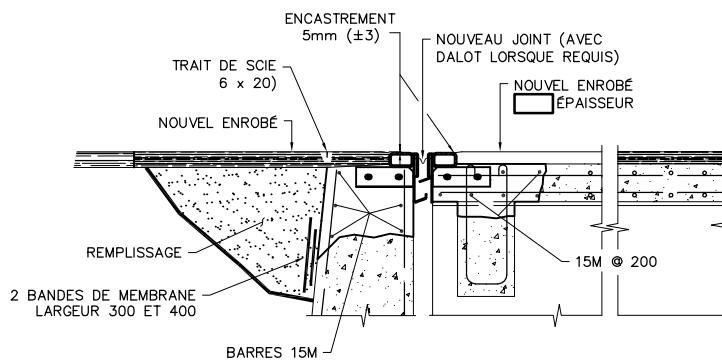 ENCASTREMENT
5mm (±3)
NOUVEAU JOINT (AVEC
DALOT LORSQUE REQUIS)
TRAIT DE SCIE
6 x 20)
NOUVEL ENROBÉ
ÉPAISSEUR
NOUVEL ENROBÉ
REMPLISSAGE
15M @ 200
2 BANDES DE MEMBRANE
LARGEUR 300 ET 400
BARRES 15M